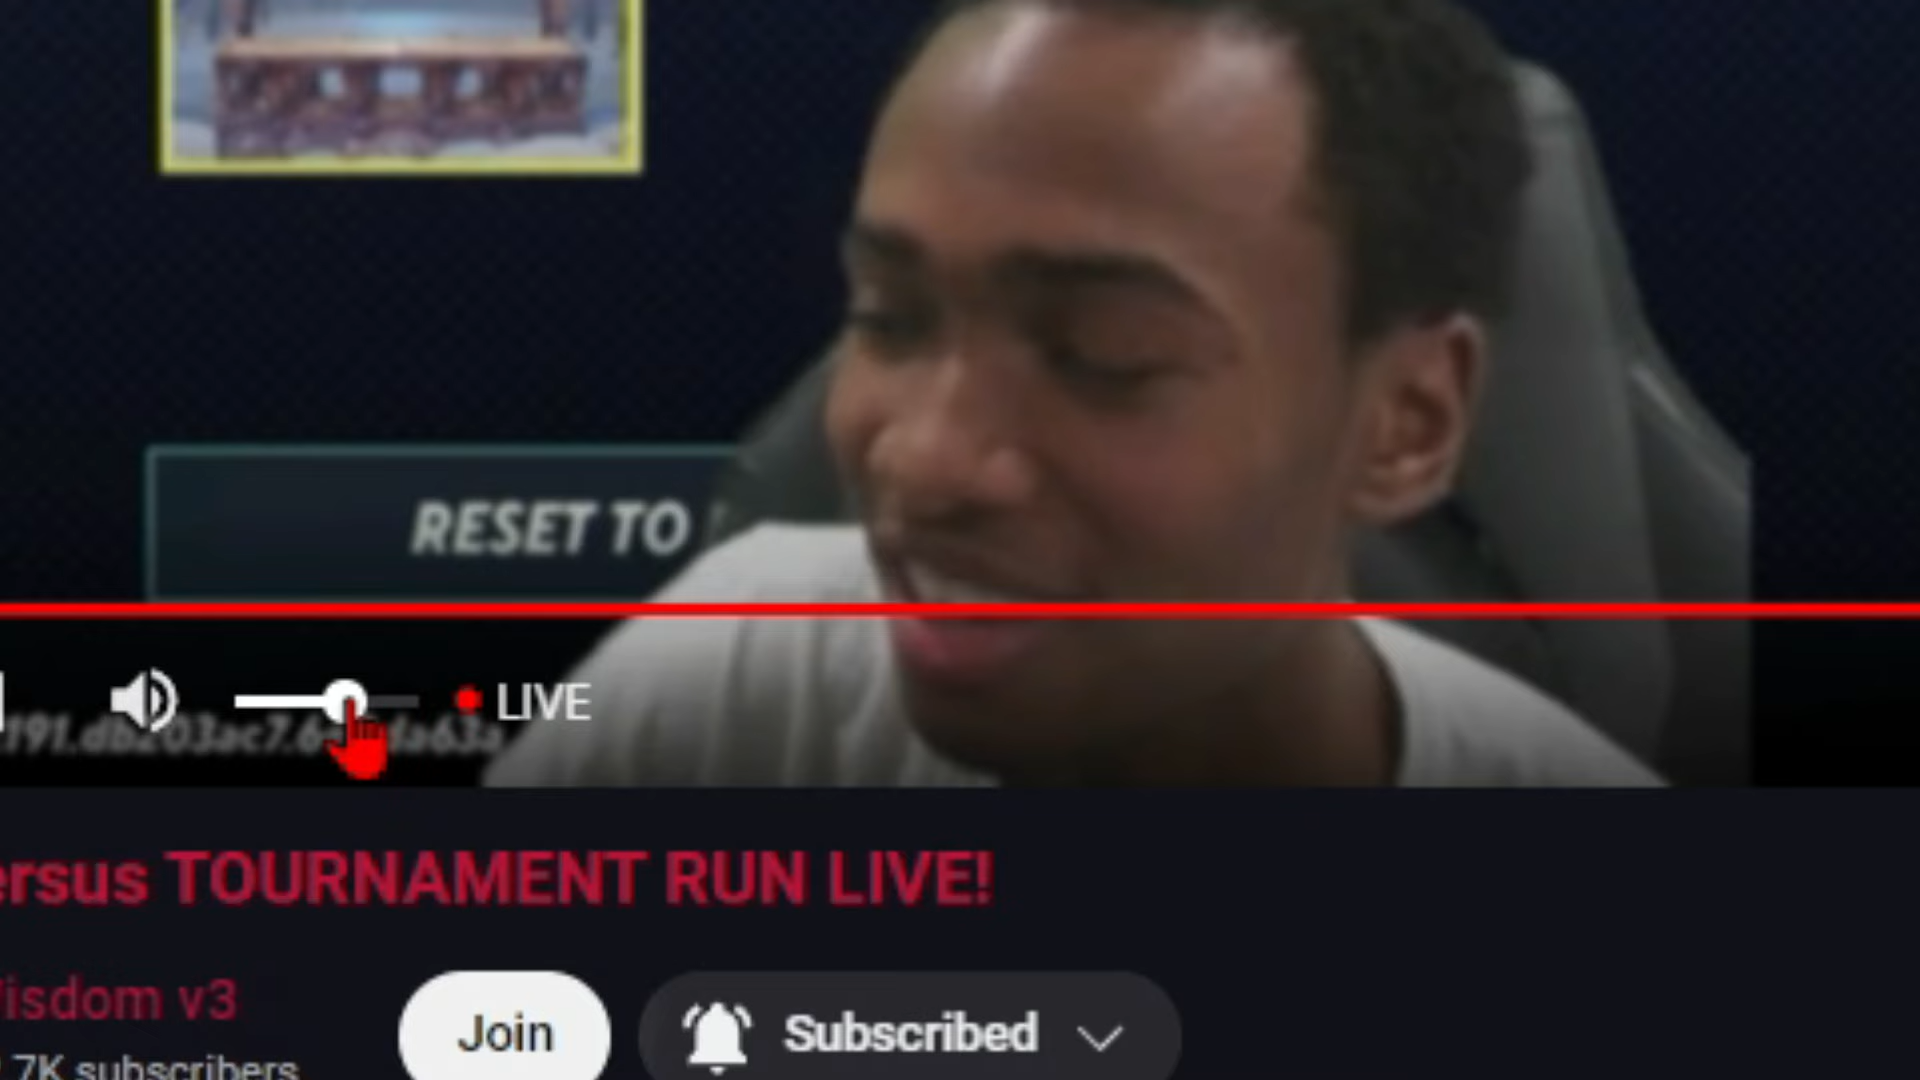 RESET TO
LIVE
ersus TOURNAMENT RUN LIVE!
isdom v3
Join
Subscribed
7K subscribers